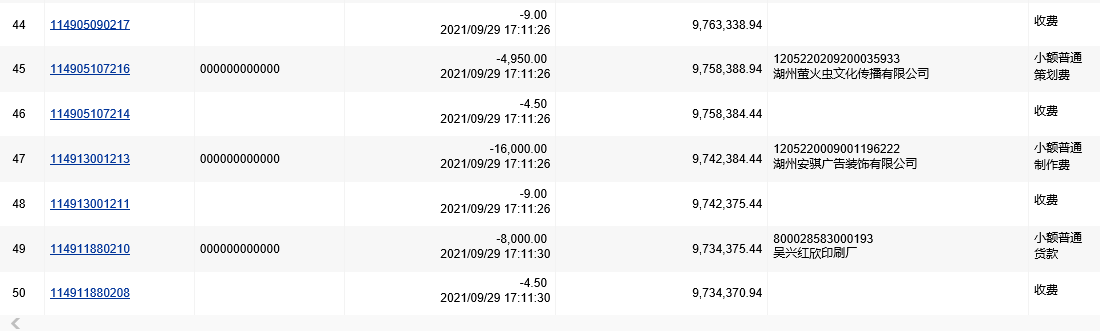 44 114905090217 -9.00 9,763,338.94 收费
2021/09/29 17:11:26
45 114905107216 000000000000 -4,950.00 9,758,388.94 1205220209200035933 小额普通
2021/09/29 17:11:26 湖州萤火虫文化传播有限公司 策划费
46 114905107214 -4.50 9,758,384.44 收费
2021/09/29 17:11:26
47 114913001213 000000000000 -16,000.00 9,742,384.44 1205220009001196222 小额普通
2021/09/29 17:11:26 湖州安骐广告装饰有限公司 制作费
48 114913001211 -9.00 9,742,375.44 收费
2021/09/29 17:11:26
49 114911880210 000000000000 -8,000.00 9,734,375.44 800028583000193 小额普通
2021/09/29 17:11:30 吴兴红欣印刷厂 货款
50 114911880208 -4.50 9,734,370.94 收费
2021/09/29 17:11:30